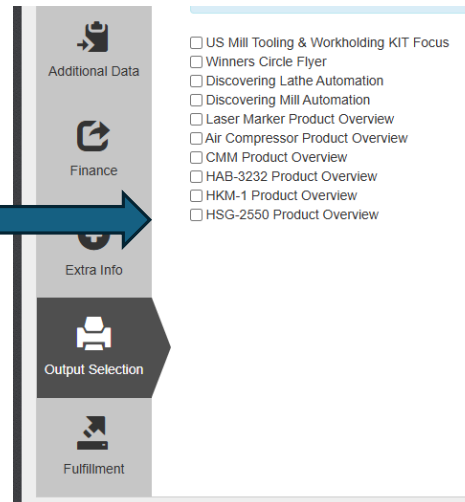 Additional Data
Finance
Extra Info
Output Selection
Fulfillment
US Mill Tooling & Workholding KIT Focus
Winners Circle Flyer
Discovering Lathe Automation
Discovering Mill Automation
Laser Marker Product Overview
Air Compressor Product Overview
CMM Product Overview
HAB-3232 Product Overview
HKM-1 Product Overview
HSG-2550 Product Overview